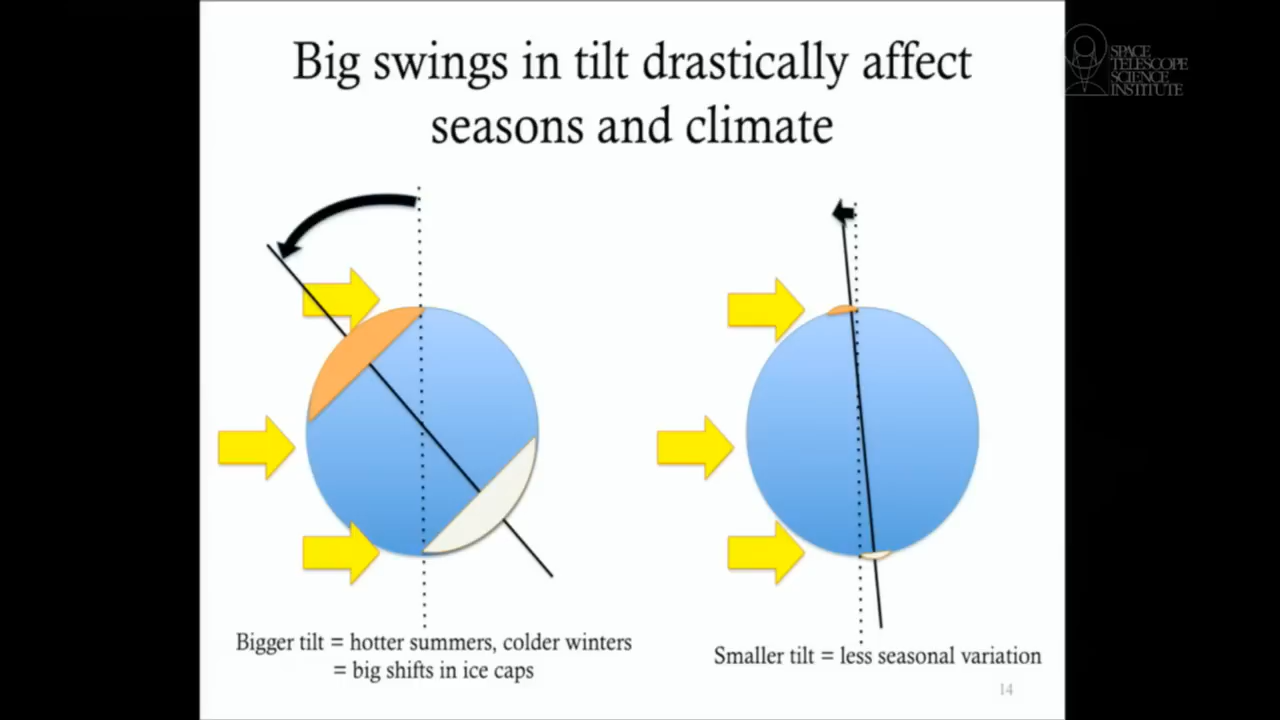 Big swings in tilt drastically affect
seasons and climate
SPACE
TELESCOPE
SCIENCE
INSTITUTE
Bigger tilt = hotter summers, colder winters
= big shifts in ice caps
Smaller tilt = less seasonal variation
14